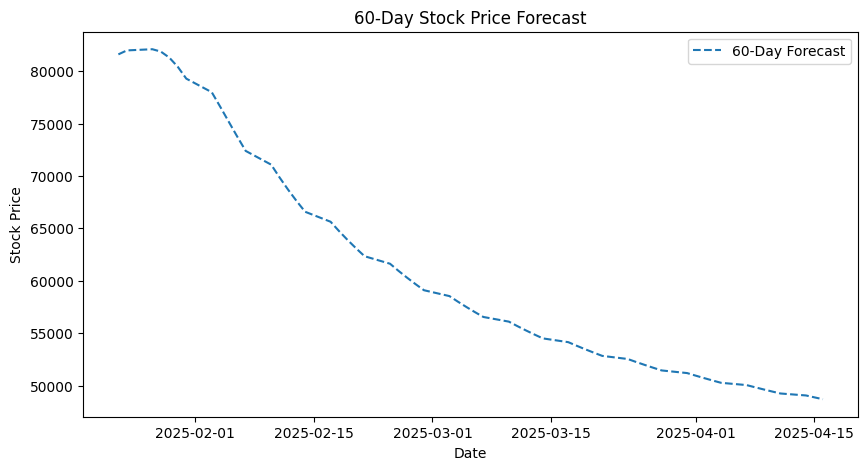 60-Day Stock Price Forecast
60-Day Forecast
Stock Price
80000
75000
70000
65000
60000
55000
50000
2025-02-01 2025-02-15 2025-03-01 2025-03-15 2025-04-01 2025-04-15
Date